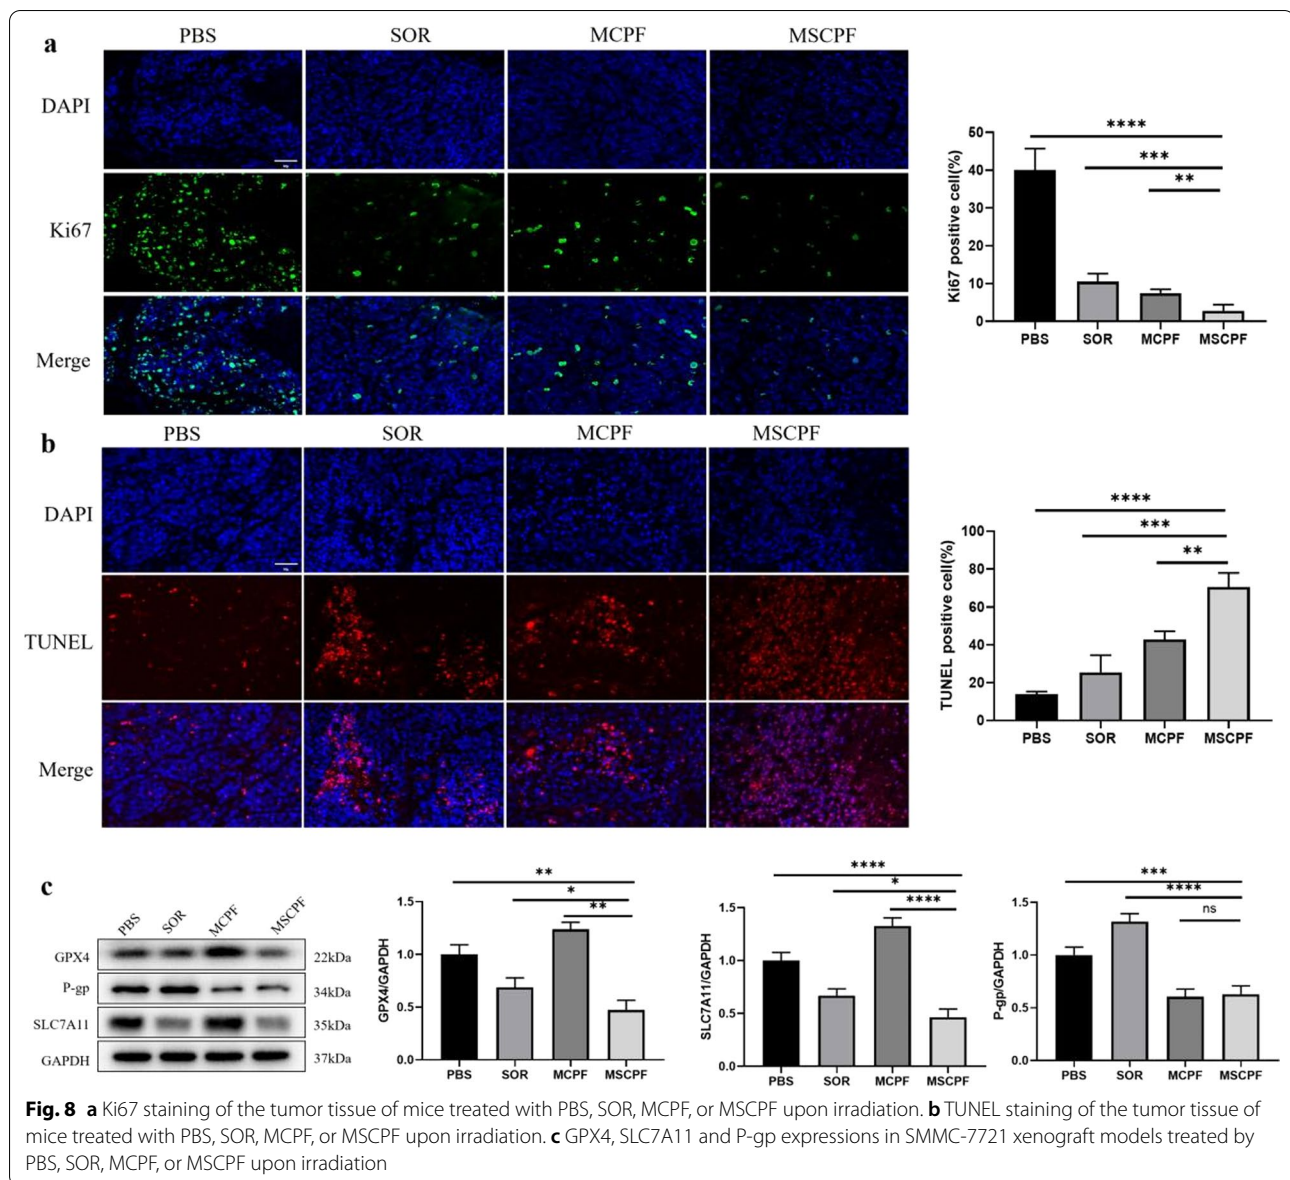 a
PBS
SOR
MCPF
MSCPF
DAPI
Ki67
Merge
****
***
**
Ki67 positive cell(%)
50
40
30
20
10
0
PBS
SOR
MCPF
MSCPF
b
PBS
SOR
MCPF
MSCPF
DAPI
TUNEL
Merge
****
***
**
TUNEL positive cell(%)
100
80
60
40
20
0
PBS
SOR
MCPF
MSCPF
c
PBS
SOR
MCPF
MSCPF
GPX4
22kDa
P-gp
34kDa
SLC7A11
35kDa
GAPDH
37kDa
**
*
**
GPX4/GAPDH
1.5
1.0
0.5
0.0
PBS
SOR
MCPF
MSCPF
****
*
****
SLC7A11/GAPDH
1.5
1.0
0.5
0.0
PBS
SOR
MCPF
MSCPF
***
****
ns
P-gp/GAPDH
1.5
1.0
0.5
0.0
PBS
SOR
MCPF
MSCPF
Fig. 8 a Ki67 staining of the tumor tissue of mice treated with PBS, SOR, MCPF, or MSCPF upon irradiation. b TUNEL staining of the tumor tissue of
mice treated with PBS, SOR, MCPF, or MSCPF upon irradiation. c GPX4, SLC7A11 and P-gp expressions in SMMC-7721 xenograft models treated by
PBS, SOR, MCPF, or MSCPF upon irradiation